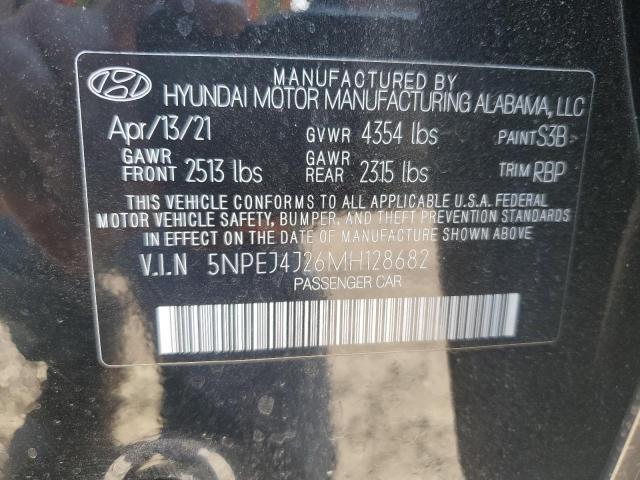 MANUFACTURED BY
HYUNDAI MOTOR MANUFACTURING ALABAMA, LLC
Apr/13/21 GVWR 4354 lbs PAINT S3B
GAWR FRONT 2513 lbs GAWR REAR 2315 lbs TRIM RBP
THIS VEHICLE CONFORMS TO ALL APPLICABLE U.S.A. FEDERAL
MOTOR VEHICLE SAFETY, BUMPER, AND THEFT PREVENTION STANDARDS
IN EFFECT ON THE DATE OF MANUFACTURE SHOWN ABOVE.
V.I.N 5NPEJ4J26MH128682
PASSENGER CAR